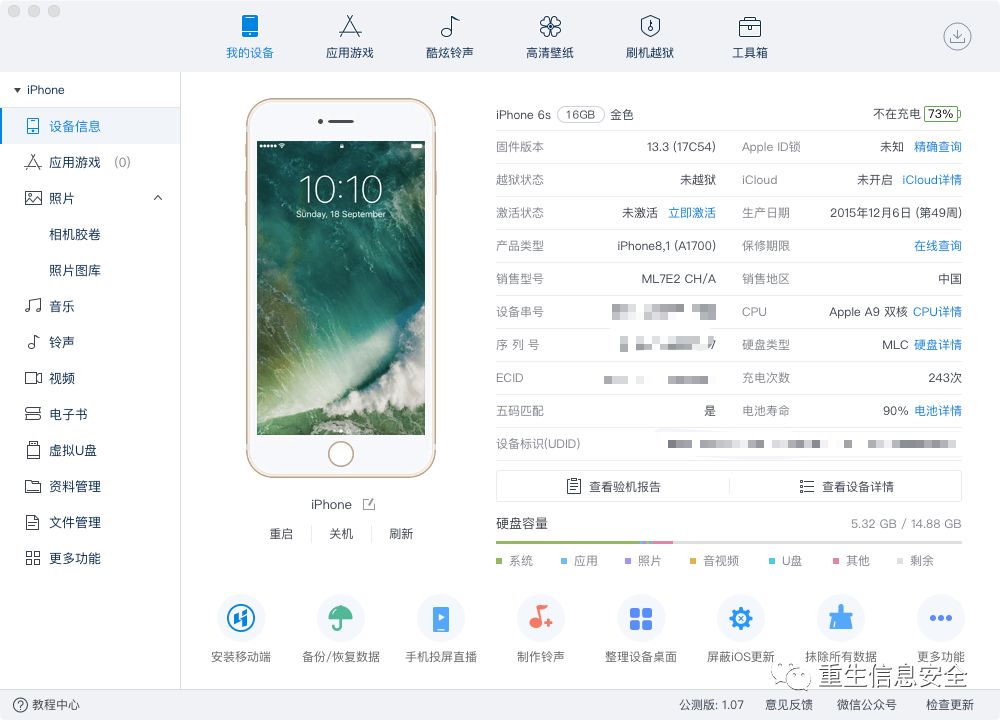 我的设备 应用游戏 酷炫铃声 高清壁纸 刷机越狱 工具箱
iPhone
设备信息
应用游戏 (0)
照片
相机胶卷
照片图库
音乐
铃声
视频
电子书
虚拟U盘
资料管理
文件管理
更多功能
10:10
Sunday, 18 September
iPhone
重启 关机 刷新
iPhone 6s 16GB 金色 不在充电 73%
固件版本 13.3 (17C54) Apple ID锁 未知 精确查询
越狱状态 未越狱 iCloud 未开启 iCloud详情
激活状态 未激活 立即激活 生产日期 2015年12月6日 (第49周)
产品类型 iPhone8,1 (A1700) 保修期限 在线查询
销售型号 ML7E2 CH/A 销售地区 中国
设备串号 CPU Apple A9 双核 CPU详情
序 列 号 硬盘类型 MLC 硬盘详情
ECID 充电次数 243次
五码匹配 是 电池寿命 90% 电池详情
设备标识(UDID)
查看验机报告 查看设备详情
硬盘容量 5.32 GB / 14.88 GB
系统 应用 照片 音视频 U盘 其他 剩余
安装移动端 备份/恢复数据 手机投屏直播 制作铃声 整理设备桌面 屏蔽iOS更新 抹除所有数据 更多功能
重生信息安全
教程中心 公测版: 1.07 意见反馈 微信公众号 检查更新